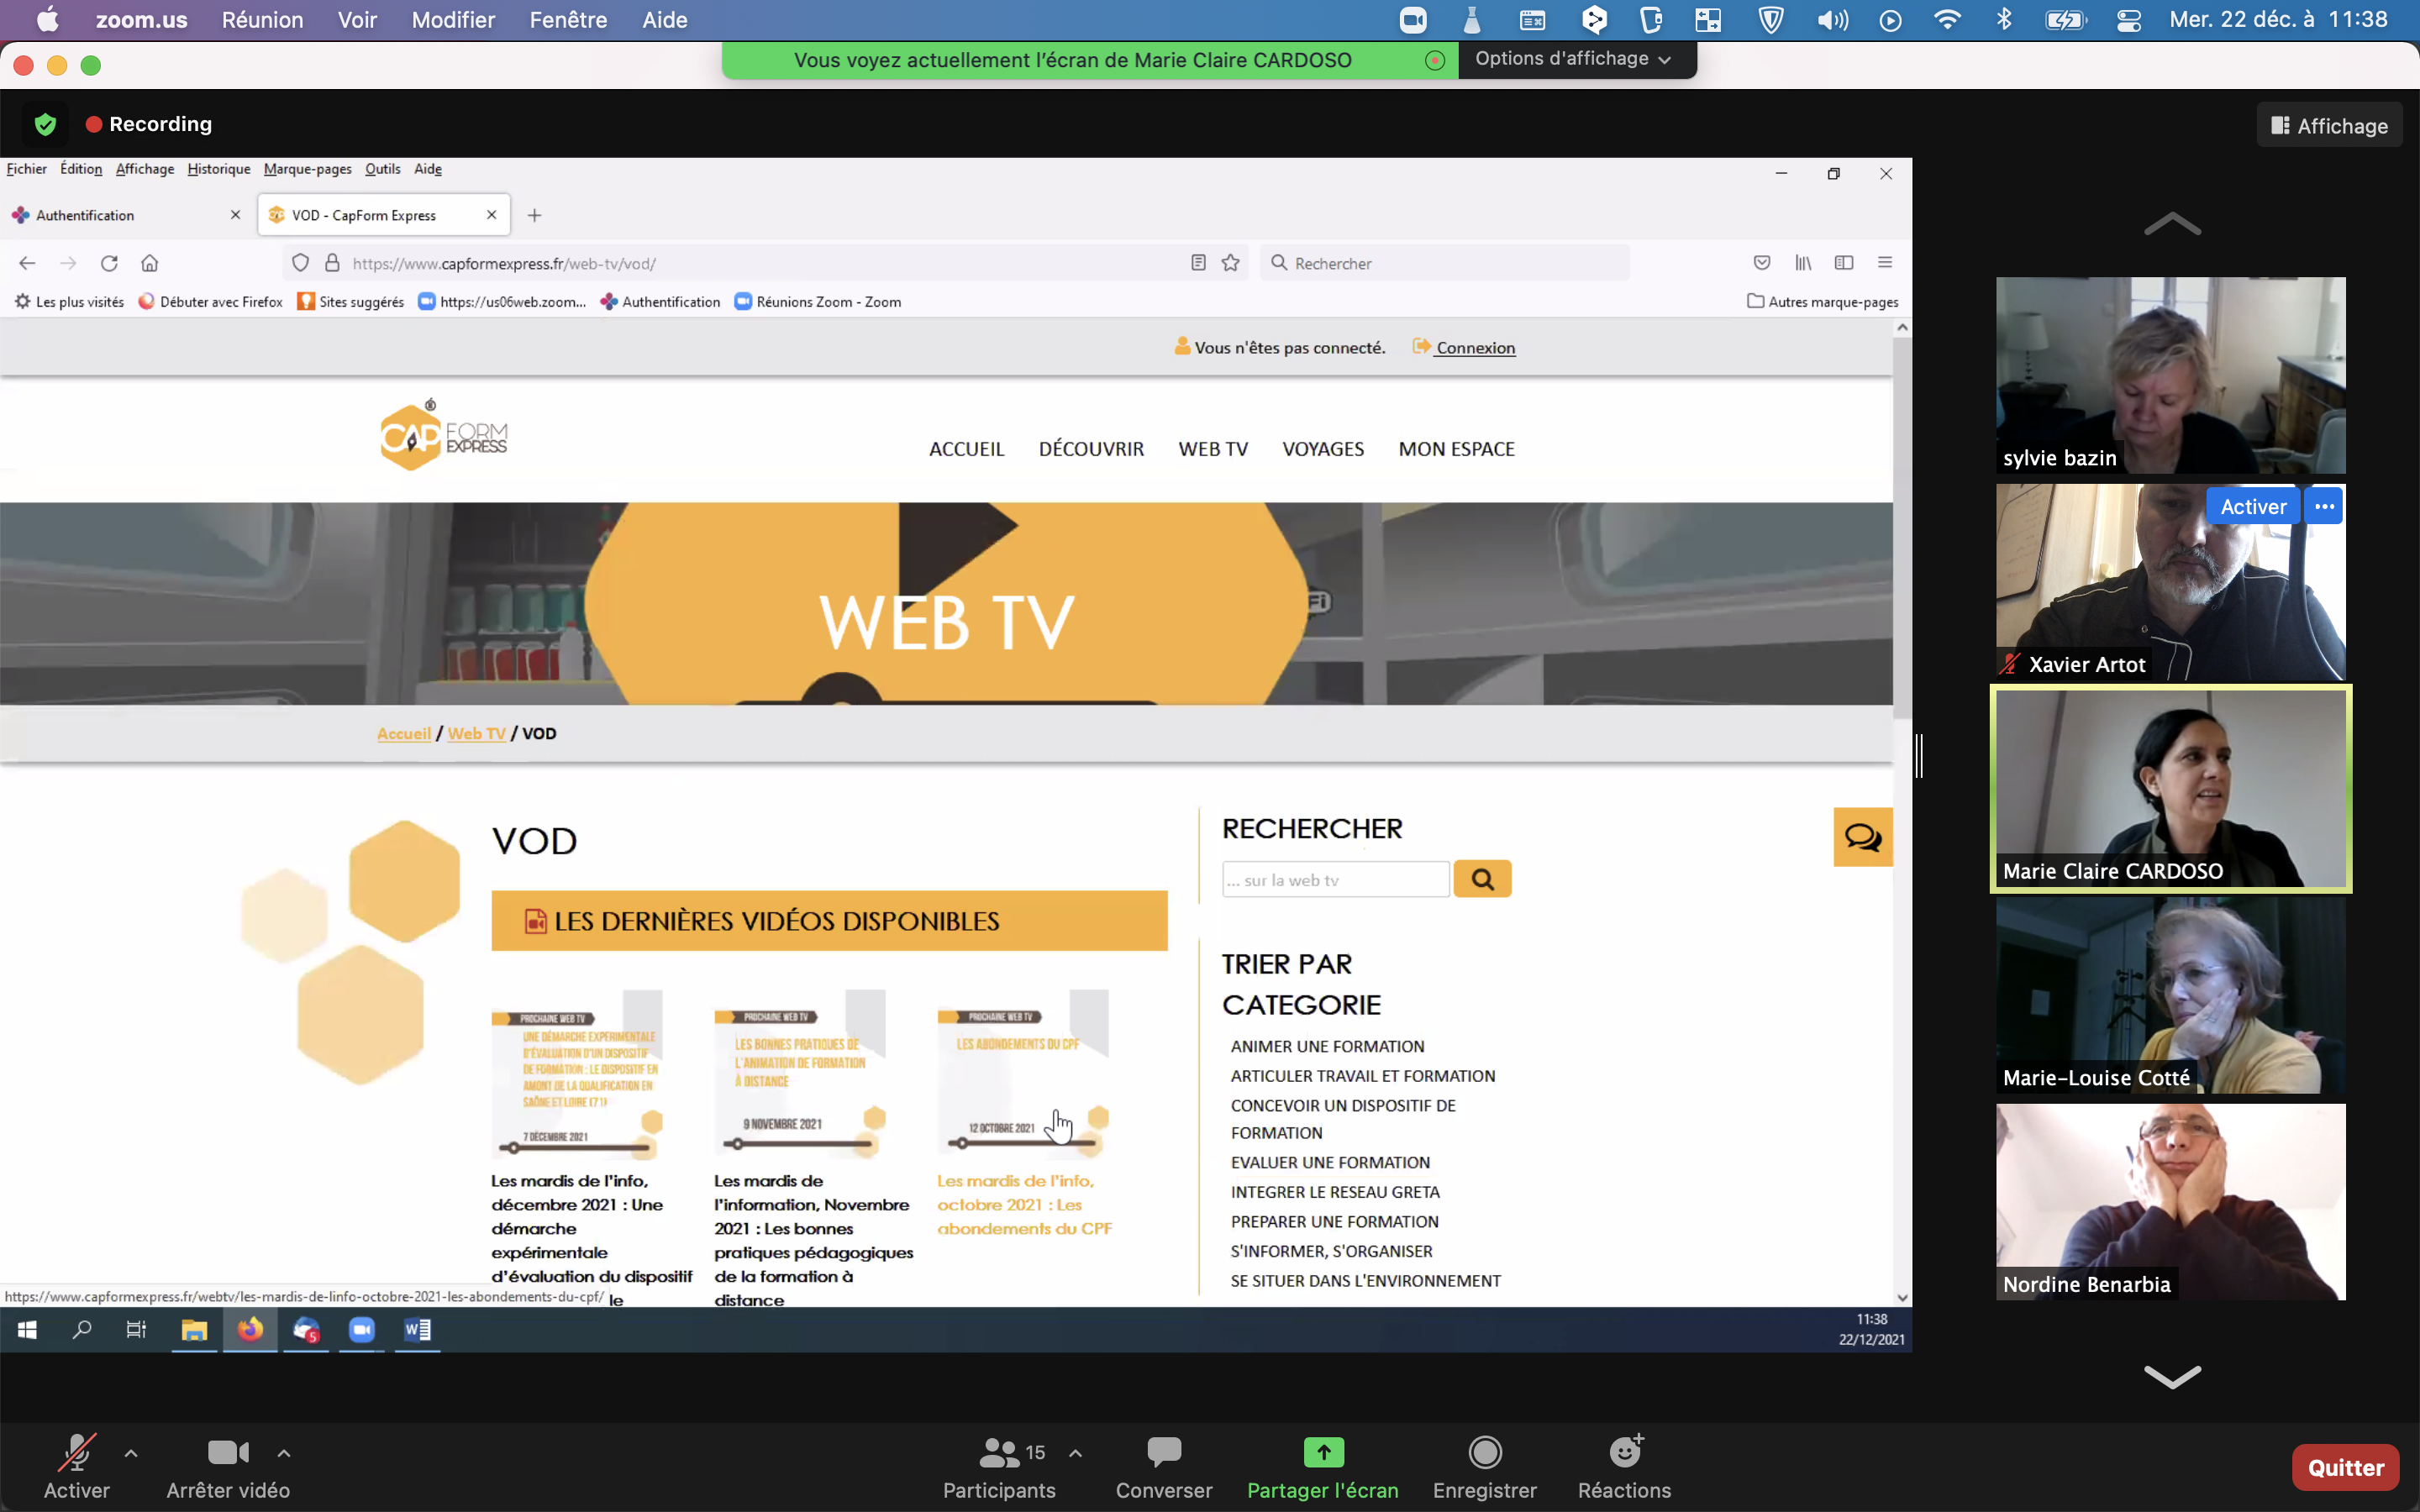 zoom.us Réunion Voir Modifier Fenêtre Aide
Mer. 22 déc. à 11:38
Vous voyez actuellement l'écran de Marie Claire CARDOSO
Options d'affichage
Recording
Affichage
Fichier Édition Affichage Historique Marque-pages Outils Aide
Authentification
VOD - CapForm Express
https://www.capformexpress.fr/web-tv/vod/
Rechercher
Les plus visités
Débuter avec Firefox
Sites suggérés
https://us06web.zoom...
Authentification
Réunions Zoom - Zoom
Autres marque-pages
Vous n'êtes pas connecté.
Connexion
CAP FORM
EXPRESS
ACCUEIL DÉCOUVRIR WEB TV VOYAGES MON ESPACE
WEB TV
Fi
Accueil / Web TV / VOD
VOD
LES DERNIÈRES VIDÉOS DISPONIBLES
PROCHAINE WEB TV
UNE DÉMARCHE EXPERIMENTALE
D'ÉVALUATION D'UN DISPOSITIF
DE FORMATION : LE DISPOSITIF EN
AMONT DE LA QUALIFICATION EN
SAÔNE ET LOIRE (71)
7 DÉCEMBRE 2021
Les mardis de l'info,
décembre 2021 : Une
démarche
expérimentale
d'évaluation du dispositif
le
PROCHAINE WEB TV
LES BONNES PRATIQUES DE
L'ANIMATION DE FORMATION
À DISTANCE
9 NOVEMBRE 2021
Les mardis de
l'information, Novembre
2021 : Les bonnes
pratiques pédagogiques
de la formation à
distance
PROCHAINE WEB TV
LES ABONDEMENTS DU CPF
12 OCTOBRE 2021
Les mardis de l'info,
octobre 2021 : Les
abondements du CPF
RECHERCHER
... sur la web tv
TRIER PAR
CATEGORIE
ANIMER UNE FORMATION
ARTICULER TRAVAIL ET FORMATION
CONCEVOIR UN DISPOSITIF DE
FORMATION
EVALUER UNE FORMATION
INTEGRER LE RESEAU GRETA
PREPARER UNE FORMATION
S'INFORMER, S'ORGANISER
SE SITUER DANS L'ENVIRONNEMENT
https://www.capformexpress.fr/webtv/les-mardis-de-linfo-octobre-2021-les-abondements-du-cpf/
5
11:38
22/12/2021
sylvie bazin
Activer
Xavier Artot
Marie Claire CARDOSO
Marie-Louise Cotté
Nordine Benarbia
Activer
Arrêter vidéo
15
Participants
Converser
Partager l'écran
Enregistrer
Réactions
Quitter